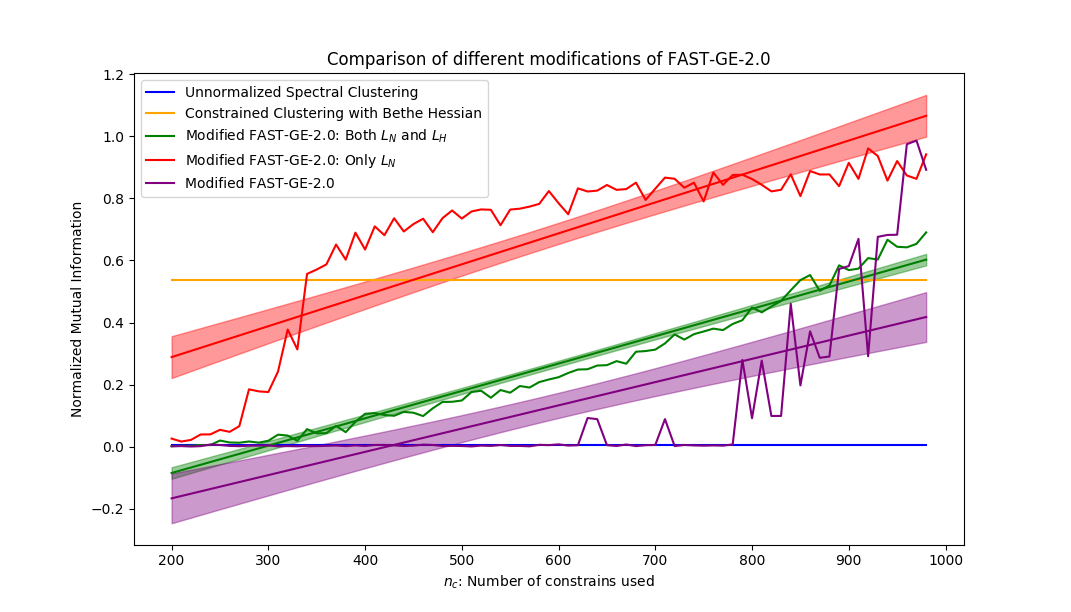 Comparison of different modifications of FAST-GE-2.0
Unnormalized Spectral Clustering
Constrained Clustering with Bethe Hessian
Modified FAST-GE-2.0: Both L_N and L_H
Modified FAST-GE-2.0: Only L_N
Modified FAST-GE-2.0
Normalized Mutual Information
1.2
1.0
0.8
0.6
0.4
0.2
0.0
−0.2
200 300 400 500 600 700 800 900 1000
n_c: Number of constrains used